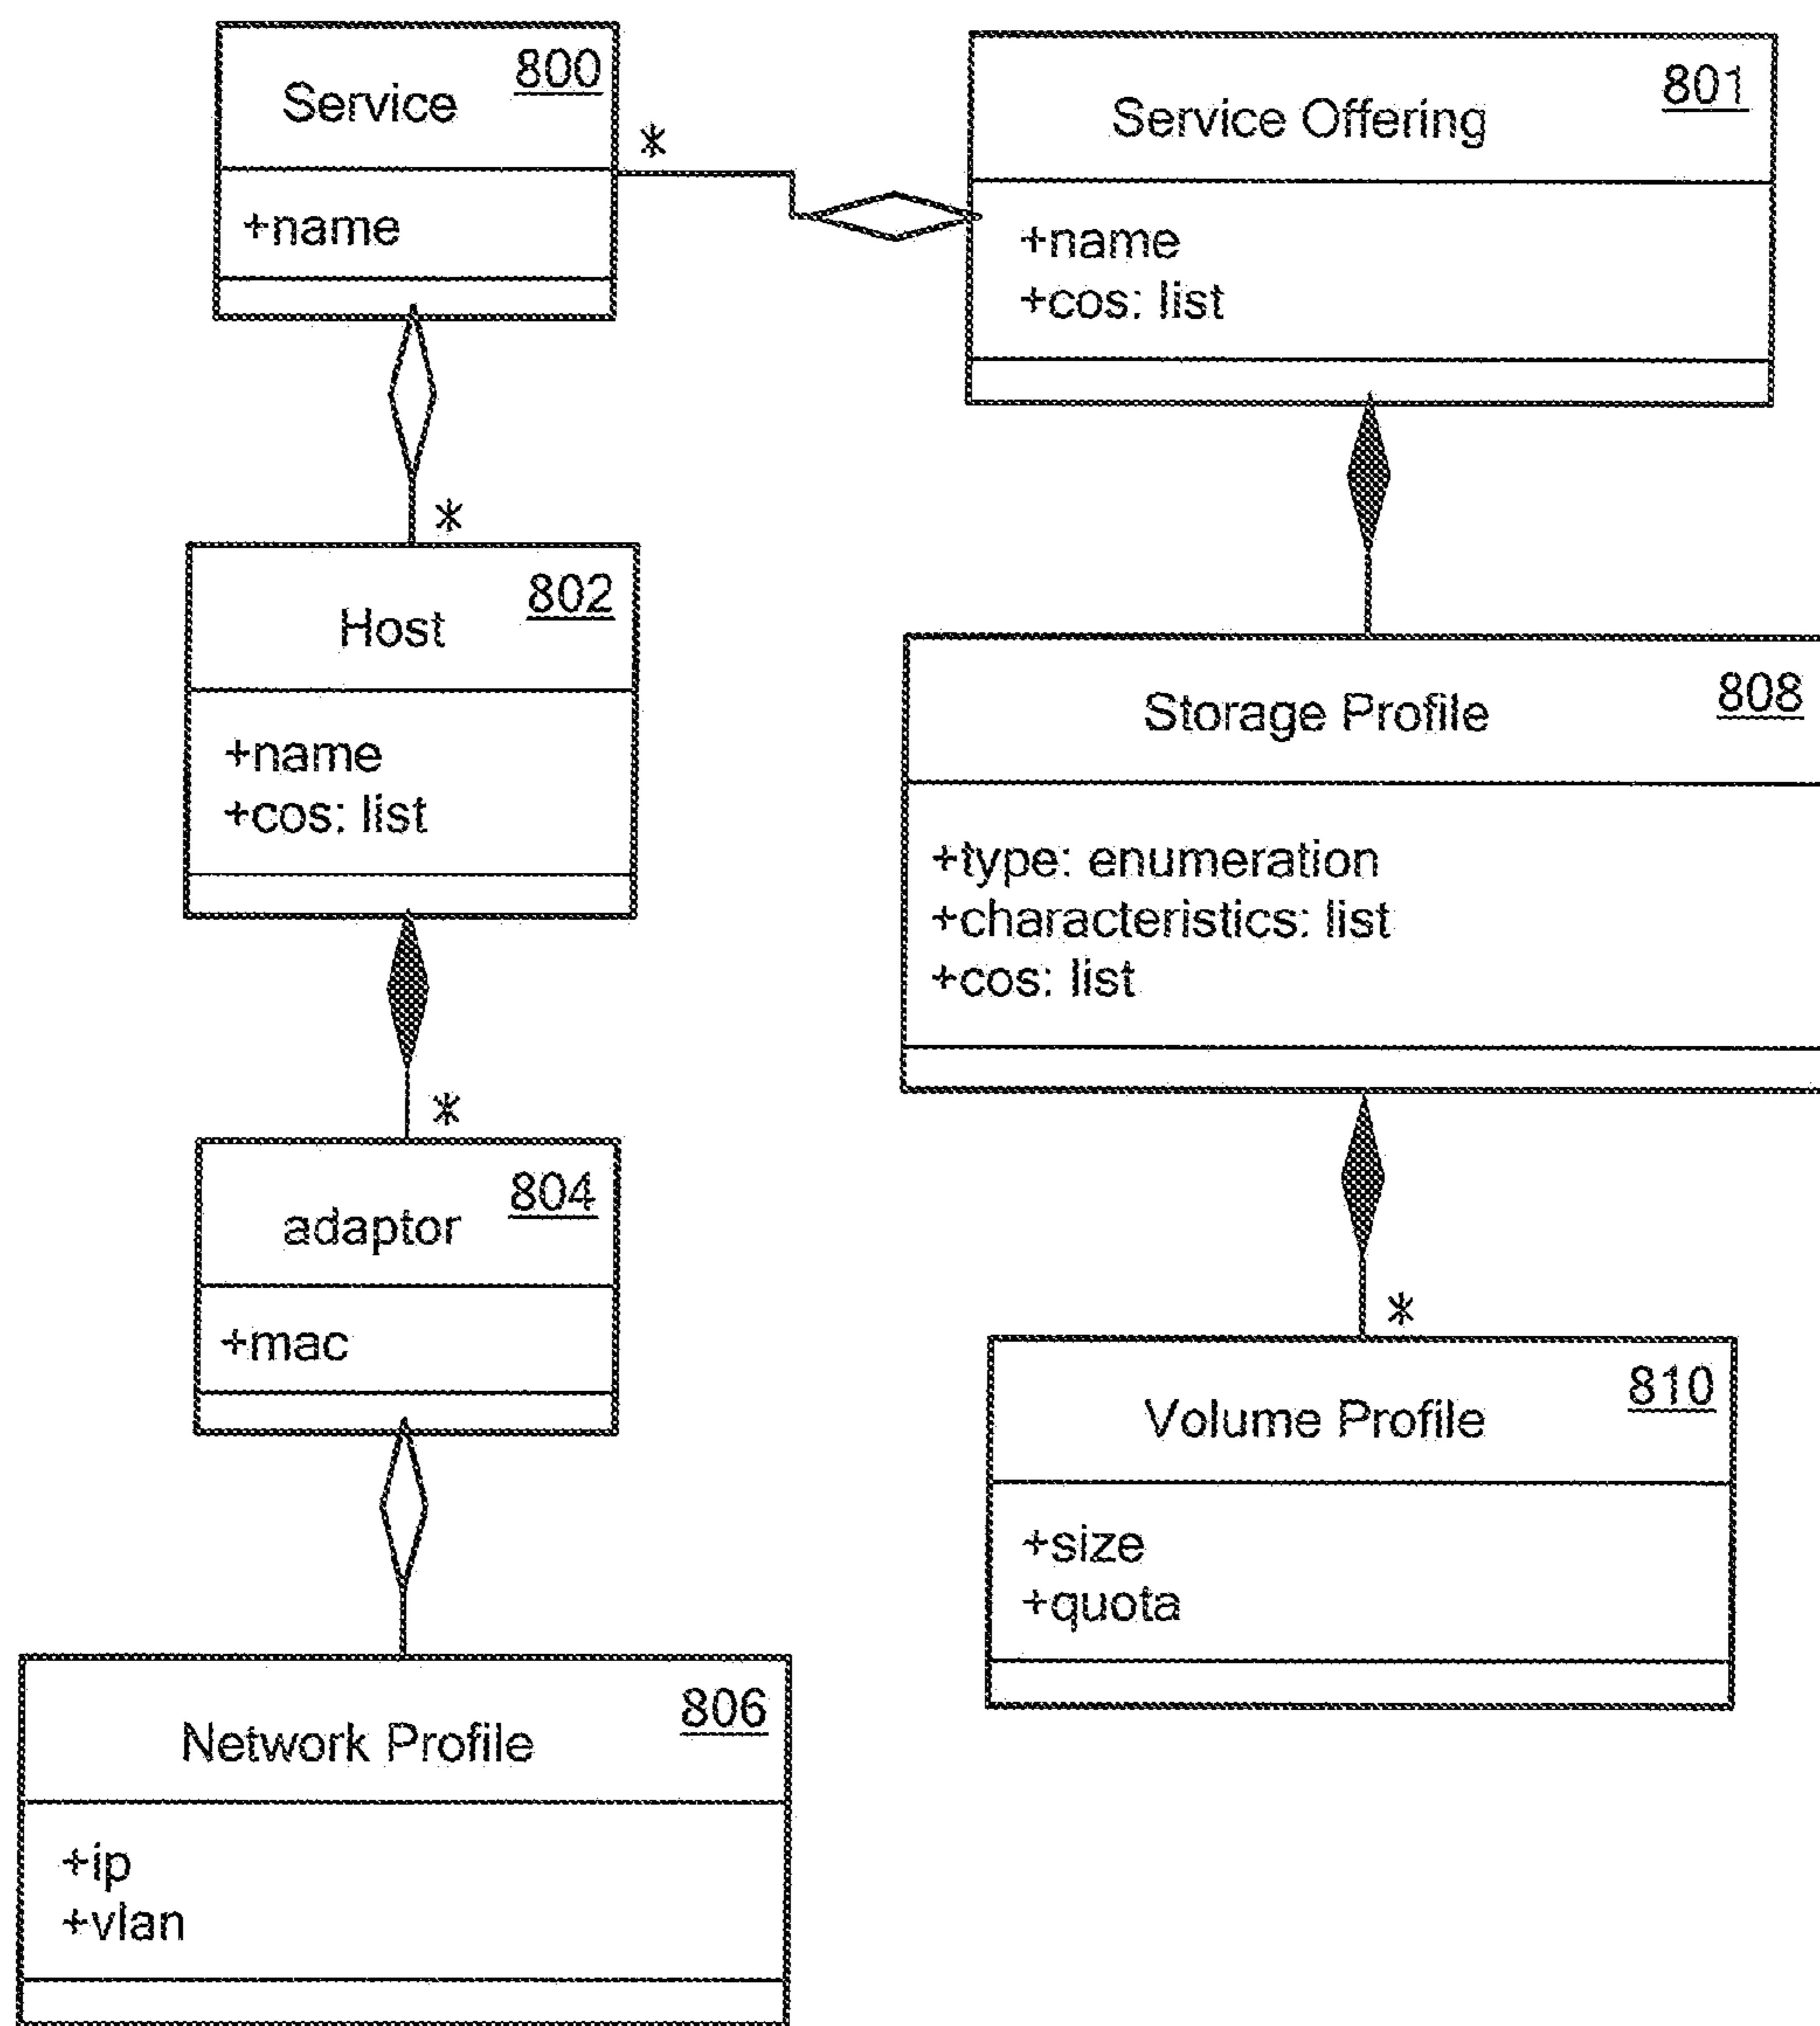 800
Service
+name
*
801
Service Offering
+name
+cos: list
*
802
Host
+name
+cos: list
*
804
adaptor
+mac
806
Network Profile
+ip
+vlan
808
Storage Profile
+type: enumeration
+characteristics: list
+cos: list
*
810
Volume Profile
+size
+quota